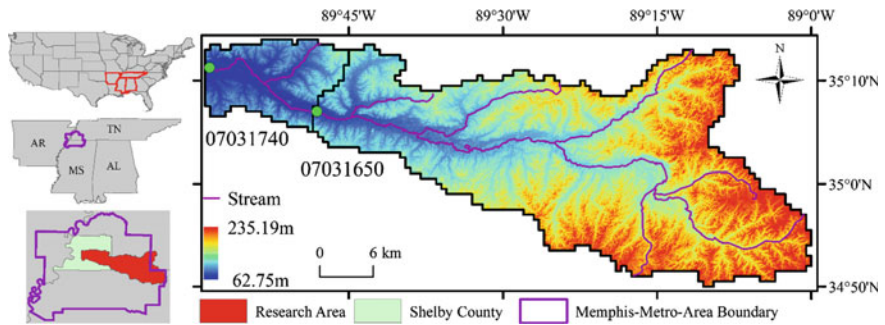 89°45'W 89°30'W 89°15'W 89°0'W
N
35°10'N
35°0'N
34°50'N
AR
TN
MS
AL
07031740
07031650
Stream
235.19m
62.75m
0 6 km
Research Area Shelby County Memphis-Metro-Area Boundary